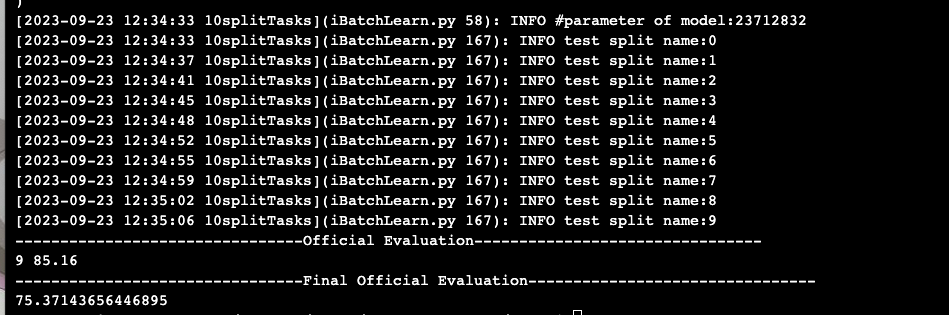 )
[2023-09-23 12:34:33 10splitTasks](iBatchLearn.py 58): INFO #parameter of model:23712832
[2023-09-23 12:34:33 10splitTasks](iBatchLearn.py 167): INFO test split name:0
[2023-09-23 12:34:37 10splitTasks](iBatchLearn.py 167): INFO test split name:1
[2023-09-23 12:34:41 10splitTasks](iBatchLearn.py 167): INFO test split name:2
[2023-09-23 12:34:45 10splitTasks](iBatchLearn.py 167): INFO test split name:3
[2023-09-23 12:34:48 10splitTasks](iBatchLearn.py 167): INFO test split name:4
[2023-09-23 12:34:52 10splitTasks](iBatchLearn.py 167): INFO test split name:5
[2023-09-23 12:34:55 10splitTasks](iBatchLearn.py 167): INFO test split name:6
[2023-09-23 12:34:59 10splitTasks](iBatchLearn.py 167): INFO test split name:7
[2023-09-23 12:35:02 10splitTasks](iBatchLearn.py 167): INFO test split name:8
[2023-09-23 12:35:06 10splitTasks](iBatchLearn.py 167): INFO test split name:9
--------------------------------Official Evaluation--------------------------------
9 85.16
--------------------------------Final Official Evaluation--------------------------------
75.37143656446895